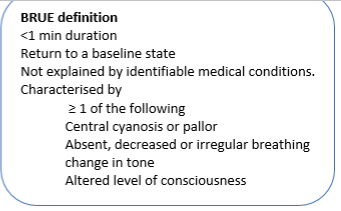 BRUE definition
<1 min duration
Return to a baseline state
Not explained by identifiable medical conditions.
Characterised by
≥ 1 of the following
Central cyanosis or pallor
Absent, decreased or irregular breathing
change in tone
Altered level of consciousness